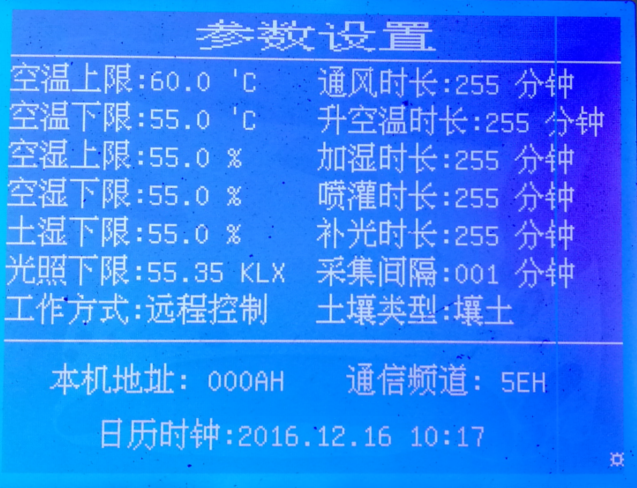 参数设置
空温上限:60.0 'C 通风时长:255 分钟
空温下限:55.0 'C 升空温时长:255 分钟
空湿上限:55.0 % 加湿时长:255 分钟
空湿下限:55.0 % 喷灌时长:255 分钟
土湿下限:55.0 % 补光时长:255 分钟
光照下限:55.35 KLX 采集间隔:001 分钟
工作方式:远程控制 土壤类型:壤土
本机地址: 000AH 通信频道: 5EH
日历时钟:2016.12.16 10:17